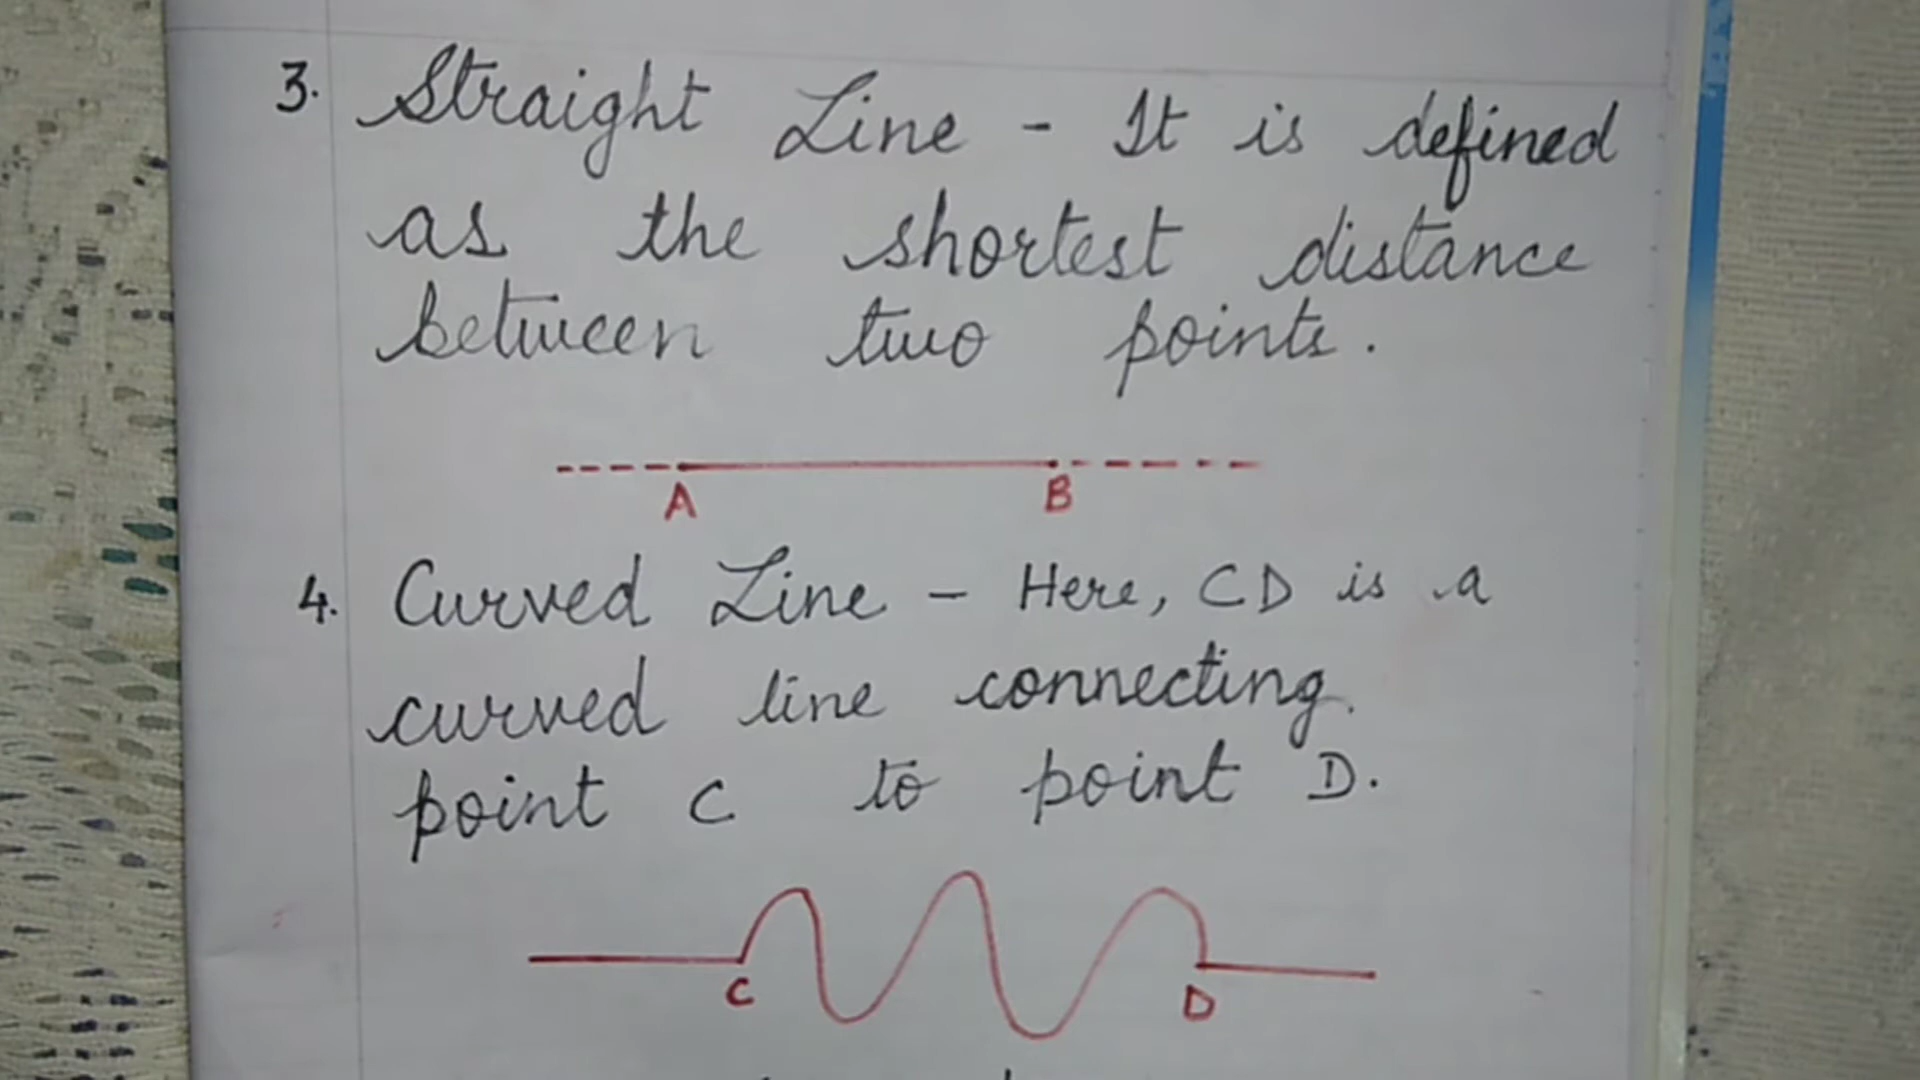 3. Straight Line - It is defined
as the shortest distance
between two points.
A B
4. Curved Line - Here, CD is a
curved line connecting
point C to point D.
C D